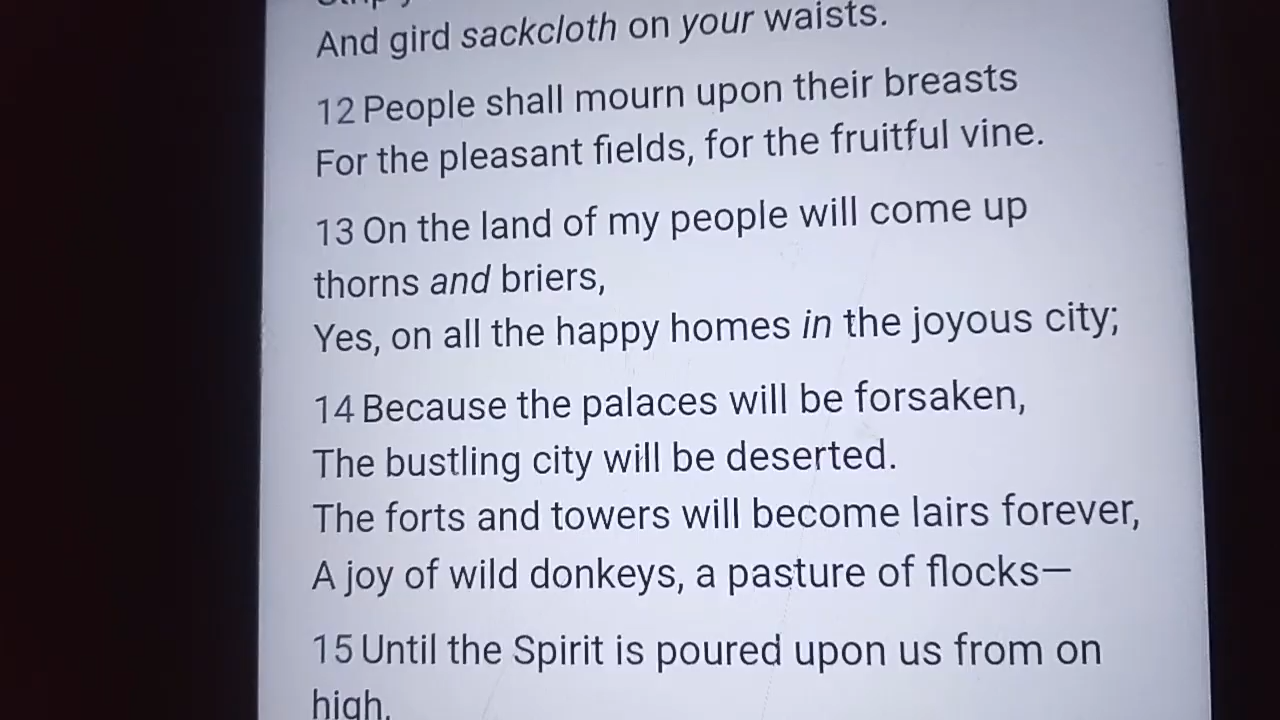 And gird sackcloth on your waists.
12 People shall mourn upon their breasts
For the pleasant fields, for the fruitful vine.
13 On the land of my people will come up
thorns and briers,
Yes, on all the happy homes in the joyous city;
14 Because the palaces will be forsaken,
The bustling city will be deserted.
The forts and towers will become lairs forever,
A joy of wild donkeys, a pasture of flocks—
15 Until the Spirit is poured upon us from on
high,